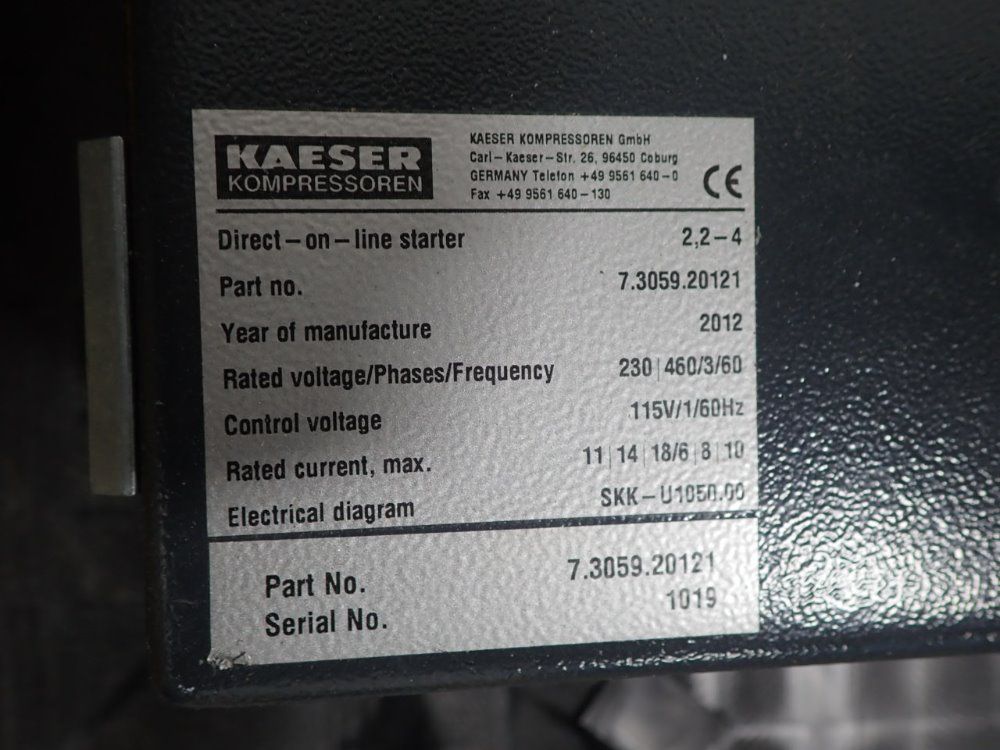 KAESER
KOMPRESSOREN
KAESER KOMPRESSOREN GmbH
Carl-Kaeser-Str. 26, 96450 Coburg
GERMANY Telefon +49 9561 640-0
Fax +49 9561 640-130
CE
Direct-on-line starter 2,2-4
Part no. 7.3059.20121
Year of manufacture 2012
Rated voltage/Phases/Frequency 230|460/3/60
Control voltage 115V/1/60Hz
Rated current, max. 11|14|18/6|8|10
Electrical diagram SKK-U1050.00
Part No. 7.3059.20121
Serial No. 1019